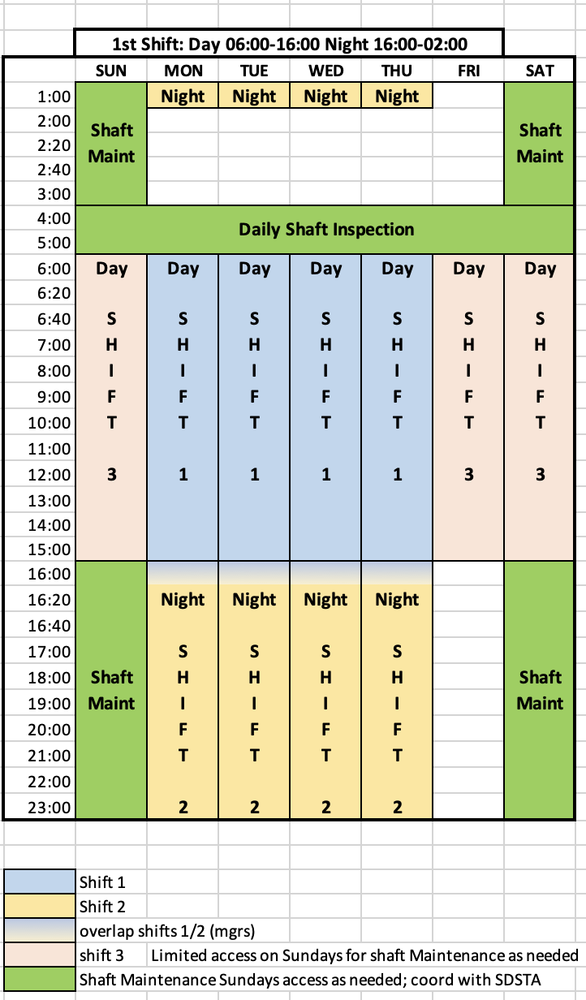 1st Shift: Day 06:00-16:00 Night 16:00-02:00
SUN MON TUE WED THU FRI SAT
1:00 Night Night Night Night
2:00
Shaft Shaft
2:20
Maint Maint
2:40
3:00
4:00
Daily Shaft Inspection
5:00
6:00 Day Day Day Day Day Day Day
6:20
6:40 S S S S S S S
7:00 H H H H H H H
8:00 I I I I I I I
9:00 F F F F F F F
10:00 T T T T T T T
11:00
12:00 3 1 1 1 1 3 3
13:00
14:00
15:00
16:00
16:20 Night Night Night Night
16:40
17:00 S S S S
18:00 Shaft H H H H Shaft
19:00 Maint I I I I Maint
20:00 F F F F
21:00 T T T T
22:00
23:00 2 2 2 2
Shift 1
Shift 2
overlap shifts 1/2 (mgrs)
shift 3 Limited access on Sundays for shaft Maintenance as needed
Shaft Maintenance Sundays access as needed; coord with SDSTA